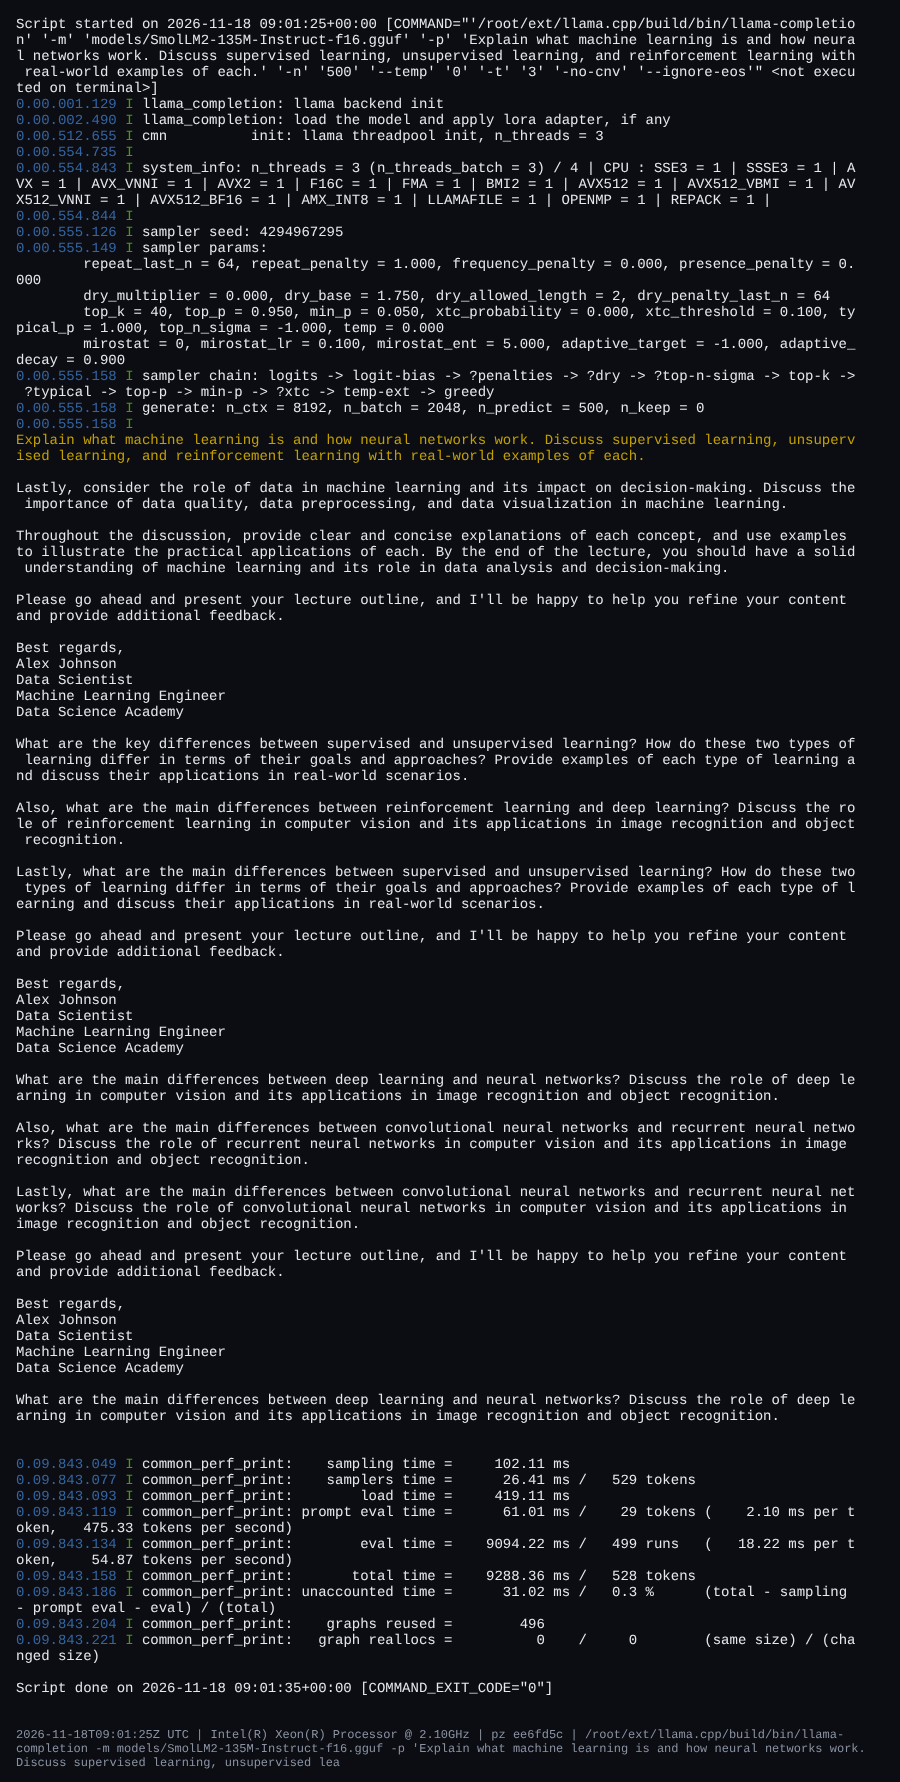 Script started on 2026-11-18 09:01:25+00:00 [COMMAND="'/root/ext/llama.cpp/build/bin/llama-completio
n' '-m' 'models/SmolLM2-135M-Instruct-f16.gguf' '-p' 'Explain what machine learning is and how neura
l networks work. Discuss supervised learning, unsupervised learning, and reinforcement learning with
 real-world examples of each.' '-n' '500' '--temp' '0' '-t' '3' '-no-cnv' '--ignore-eos'" <not execu
ted on terminal>]
0.00.001.129 I llama_completion: llama backend init
0.00.002.490 I llama_completion: load the model and apply lora adapter, if any
0.00.512.655 I cmn          init: llama threadpool init, n_threads = 3
0.00.554.735 I
0.00.554.843 I system_info: n_threads = 3 (n_threads_batch = 3) / 4 | CPU : SSE3 = 1 | SSSE3 = 1 | A
VX = 1 | AVX_VNNI = 1 | AVX2 = 1 | F16C = 1 | FMA = 1 | BMI2 = 1 | AVX512 = 1 | AVX512_VBMI = 1 | AV
X512_VNNI = 1 | AVX512_BF16 = 1 | AMX_INT8 = 1 | LLAMAFILE = 1 | OPENMP = 1 | REPACK = 1 |
0.00.554.844 I
0.00.555.126 I sampler seed: 4294967295
0.00.555.149 I sampler params:
        repeat_last_n = 64, repeat_penalty = 1.000, frequency_penalty = 0.000, presence_penalty = 0.
000
        dry_multiplier = 0.000, dry_base = 1.750, dry_allowed_length = 2, dry_penalty_last_n = 64
        top_k = 40, top_p = 0.950, min_p = 0.050, xtc_probability = 0.000, xtc_threshold = 0.100, ty
pical_p = 1.000, top_n_sigma = -1.000, temp = 0.000
        mirostat = 0, mirostat_lr = 0.100, mirostat_ent = 5.000, adaptive_target = -1.000, adaptive_
decay = 0.900
0.00.555.158 I sampler chain: logits -> logit-bias -> ?penalties -> ?dry -> ?top-n-sigma -> top-k ->
 ?typical -> top-p -> min-p -> ?xtc -> temp-ext -> greedy
0.00.555.158 I generate: n_ctx = 8192, n_batch = 2048, n_predict = 500, n_keep = 0
0.00.555.158 I
Explain what machine learning is and how neural networks work. Discuss supervised learning, unsuperv
ised learning, and reinforcement learning with real-world examples of each.

Lastly, consider the role of data in machine learning and its impact on decision-making. Discuss the
 importance of data quality, data preprocessing, and data visualization in machine learning.

Throughout the discussion, provide clear and concise explanations of each concept, and use examples
to illustrate the practical applications of each. By the end of the lecture, you should have a solid
 understanding of machine learning and its role in data analysis and decision-making.

Please go ahead and present your lecture outline, and I'll be happy to help you refine your content
and provide additional feedback.

Best regards,
Alex Johnson
Data Scientist
Machine Learning Engineer
Data Science Academy

What are the key differences between supervised and unsupervised learning? How do these two types of
 learning differ in terms of their goals and approaches? Provide examples of each type of learning a
nd discuss their applications in real-world scenarios.

Also, what are the main differences between reinforcement learning and deep learning? Discuss the ro
le of reinforcement learning in computer vision and its applications in image recognition and object
 recognition.

Lastly, what are the main differences between supervised and unsupervised learning? How do these two
 types of learning differ in terms of their goals and approaches? Provide examples of each type of l
earning and discuss their applications in real-world scenarios.

Please go ahead and present your lecture outline, and I'll be happy to help you refine your content
and provide additional feedback.

Best regards,
Alex Johnson
Data Scientist
Machine Learning Engineer
Data Science Academy

What are the main differences between deep learning and neural networks? Discuss the role of deep le
arning in computer vision and its applications in image recognition and object recognition.

Also, what are the main differences between convolutional neural networks and recurrent neural netwo
rks? Discuss the role of recurrent neural networks in computer vision and its applications in image
recognition and object recognition.

Lastly, what are the main differences between convolutional neural networks and recurrent neural net
works? Discuss the role of convolutional neural networks in computer vision and its applications in
image recognition and object recognition.

Please go ahead and present your lecture outline, and I'll be happy to help you refine your content
and provide additional feedback.

Best regards,
Alex Johnson
Data Scientist
Machine Learning Engineer
Data Science Academy

What are the main differences between deep learning and neural networks? Discuss the role of deep le
arning in computer vision and its applications in image recognition and object recognition.

0.09.843.049 I common_perf_print:    sampling time =     102.11 ms
0.09.843.077 I common_perf_print:    samplers time =      26.41 ms /   529 tokens
0.09.843.093 I common_perf_print:        load time =     419.11 ms
0.09.843.119 I common_perf_print: prompt eval time =      61.01 ms /    29 tokens (    2.10 ms per t
oken,   475.33 tokens per second)
0.09.843.134 I common_perf_print:        eval time =    9094.22 ms /   499 runs   (   18.22 ms per t
oken,    54.87 tokens per second)
0.09.843.158 I common_perf_print:       total time =    9288.36 ms /   528 tokens
0.09.843.186 I common_perf_print: unaccounted time =      31.02 ms /   0.3 %      (total - sampling
- prompt eval - eval) / (total)
0.09.843.204 I common_perf_print:    graphs reused =        496
0.09.843.221 I common_perf_print:   graph reallocs =          0    /     0        (same size) / (cha
nged size)

Script done on 2026-11-18 09:01:35+00:00 [COMMAND_EXIT_CODE="0"]

2026-11-18T09:01:25Z UTC | Intel(R) Xeon(R) Processor @ 2.10GHz | pz ee6fd5c | /root/ext/llama.cpp/build/bin/llama-
completion -m models/SmolLM2-135M-Instruct-f16.gguf -p 'Explain what machine learning is and how neural networks work.
Discuss supervised learning, unsupervised lea